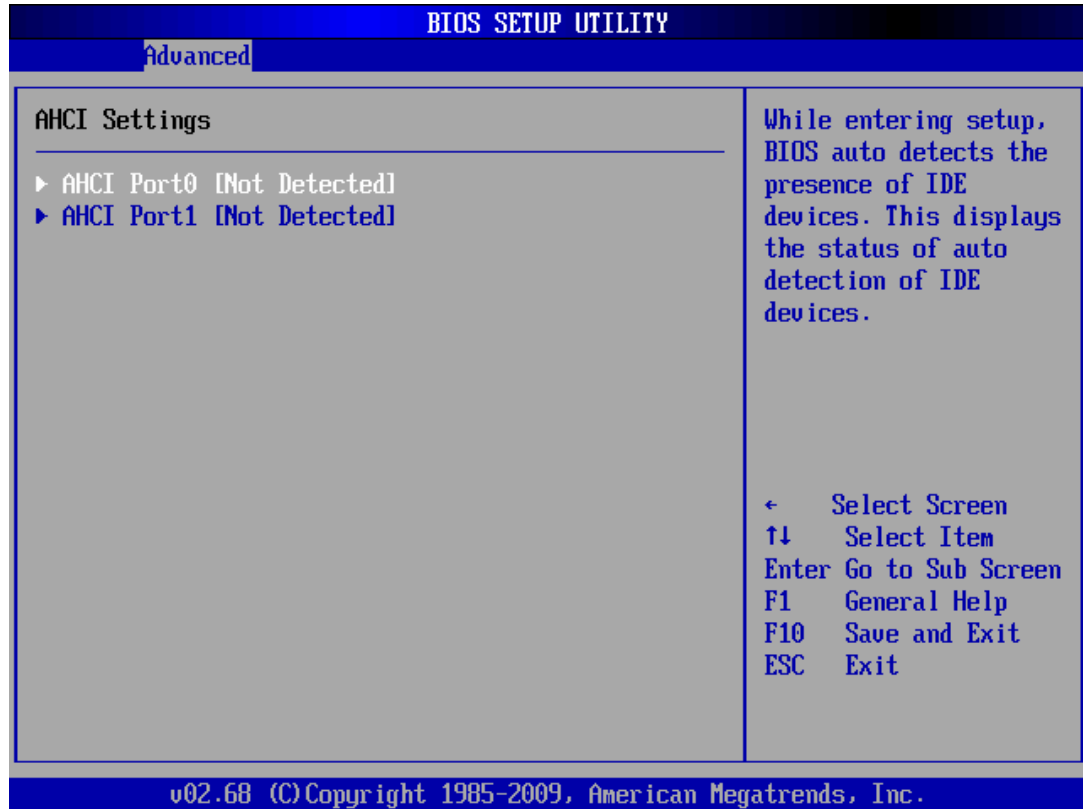 BIOS SETUP UTILITY
Advanced
AHCI Settings
▶ AHCI Port0 [Not Detected]
▶ AHCI Port1 [Not Detected]
While entering setup,
BIOS auto detects the
presence of IDE
devices. This displays
the status of auto
detection of IDE
devices.
← Select Screen
↑↓ Select Item
Enter Go to Sub Screen
F1 General Help
F10 Save and Exit
ESC Exit
v02.68 (C)Copyright 1985-2009, American Megatrends, Inc.